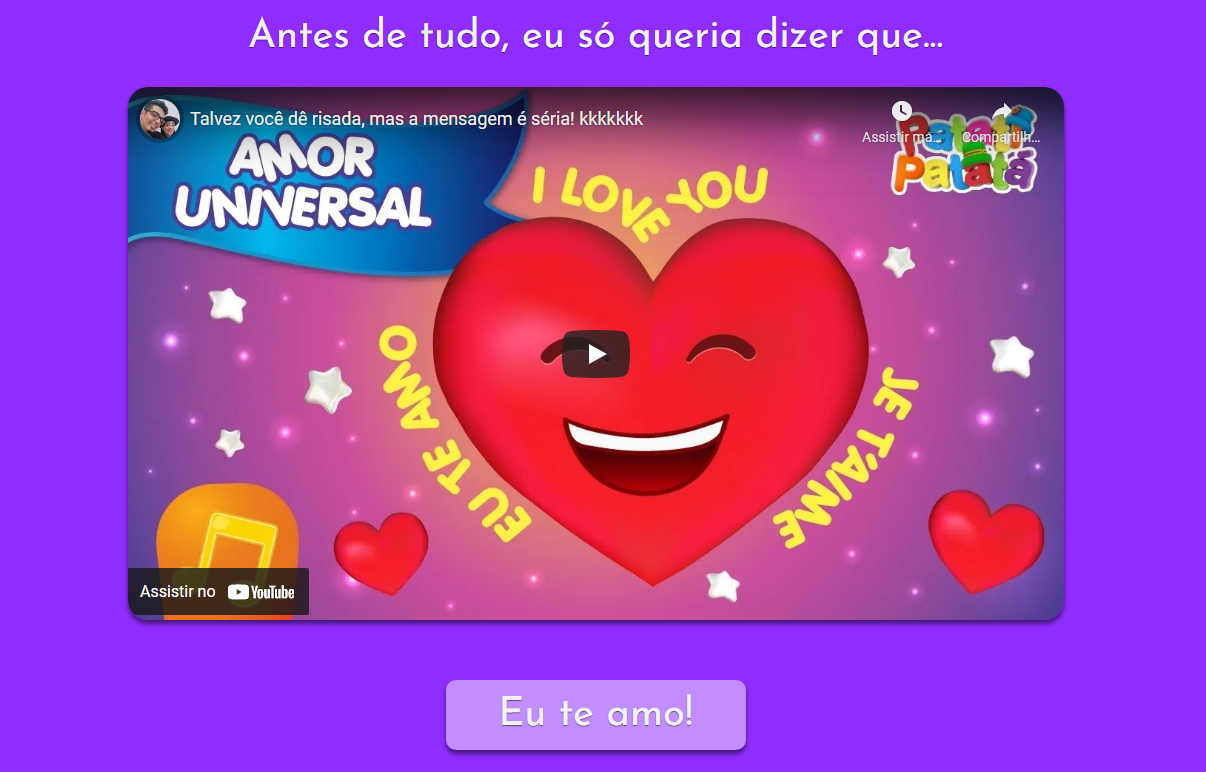 Antes de tudo, eu só queria dizer que...
Talvez você dê risada, mas a mensagem é séria! kkkkkkk
Assistir ma...
Compartilh...
Patati
Patatá
AMOR
UNIVERSAL
I LOVE YOU
EU TE AMO
JE T'AIME
Assistir no YouTube
Eu te amo!